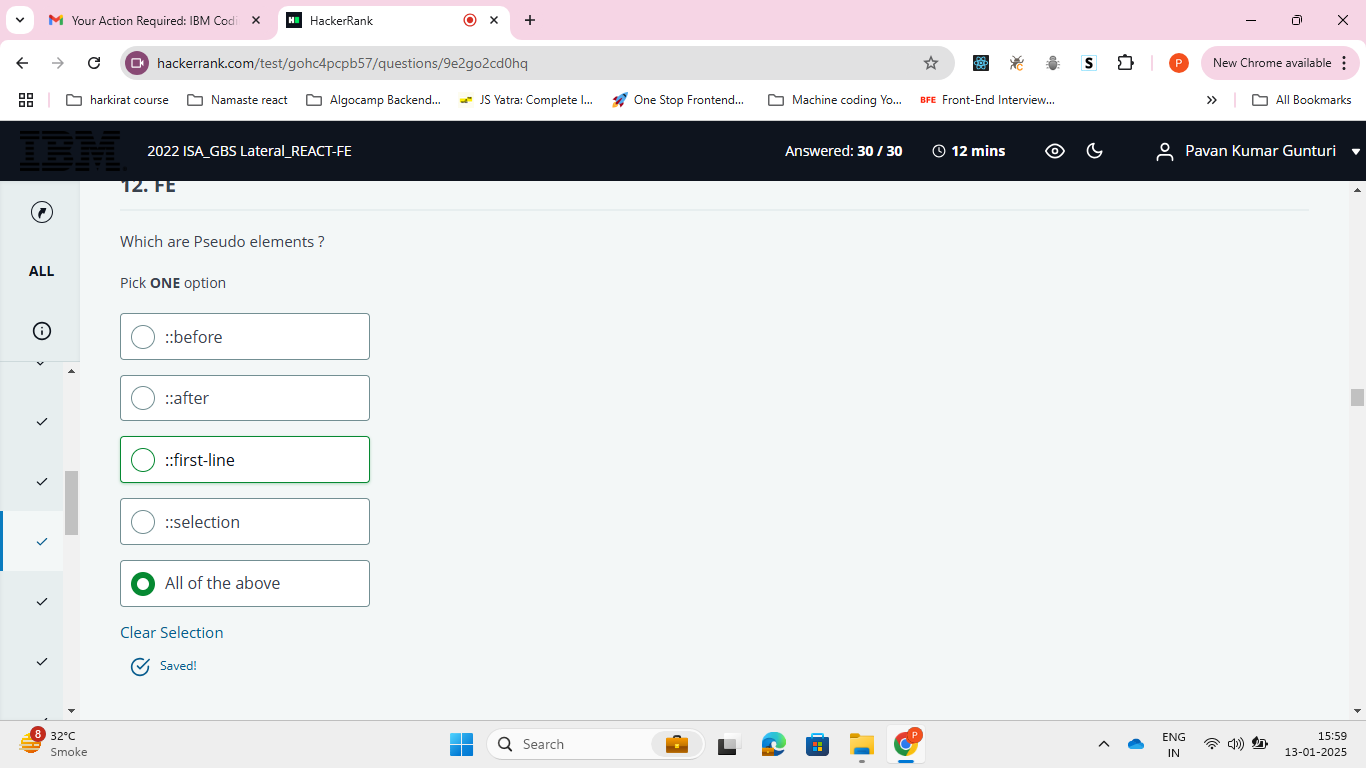 Your Action Required: IBM Codi
HackerRank
hackerrank.com/test/gohc4pcpb57/questions/9e2go2cd0hq
S
P
New Chrome available
harkirat course
Namaste react
Algocamp Backend...
JS Yatra: Complete I...
One Stop Frontend...
Machine coding Yo...
BFE
Front-End Interview...
All Bookmarks
IBM
2022 ISA_GBS Lateral_REACT-FE
Answered: 30 / 30
12 mins
Pavan Kumar Gunturi
12. FE
ALL
Which are Pseudo elements ?
Pick ONE option
::before
::after
::first-line
::selection
All of the above
Clear Selection
Saved!
8
32°C
Smoke
Search
P
ENG
IN
15:59
13-01-2025